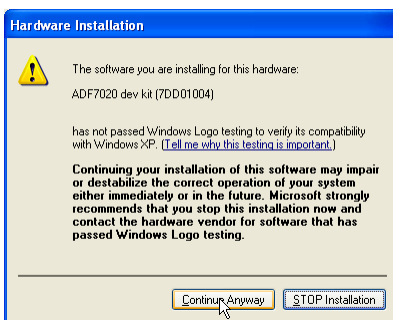 Hardware Installation
The software you are installing for this hardware:
ADF7020 dev kit (7DD01004)
has not passed Windows Logo testing to verify its compatibility
with Windows XP. (Tell me why this testing is important.)
Continuing your installation of this software may impair
or destabilize the correct operation of your system
either immediately or in the future. Microsoft strongly
recommends that you stop this installation now and
contact the hardware vendor for software that has
passed Windows Logo testing.
Continue Anyway STOP Installation